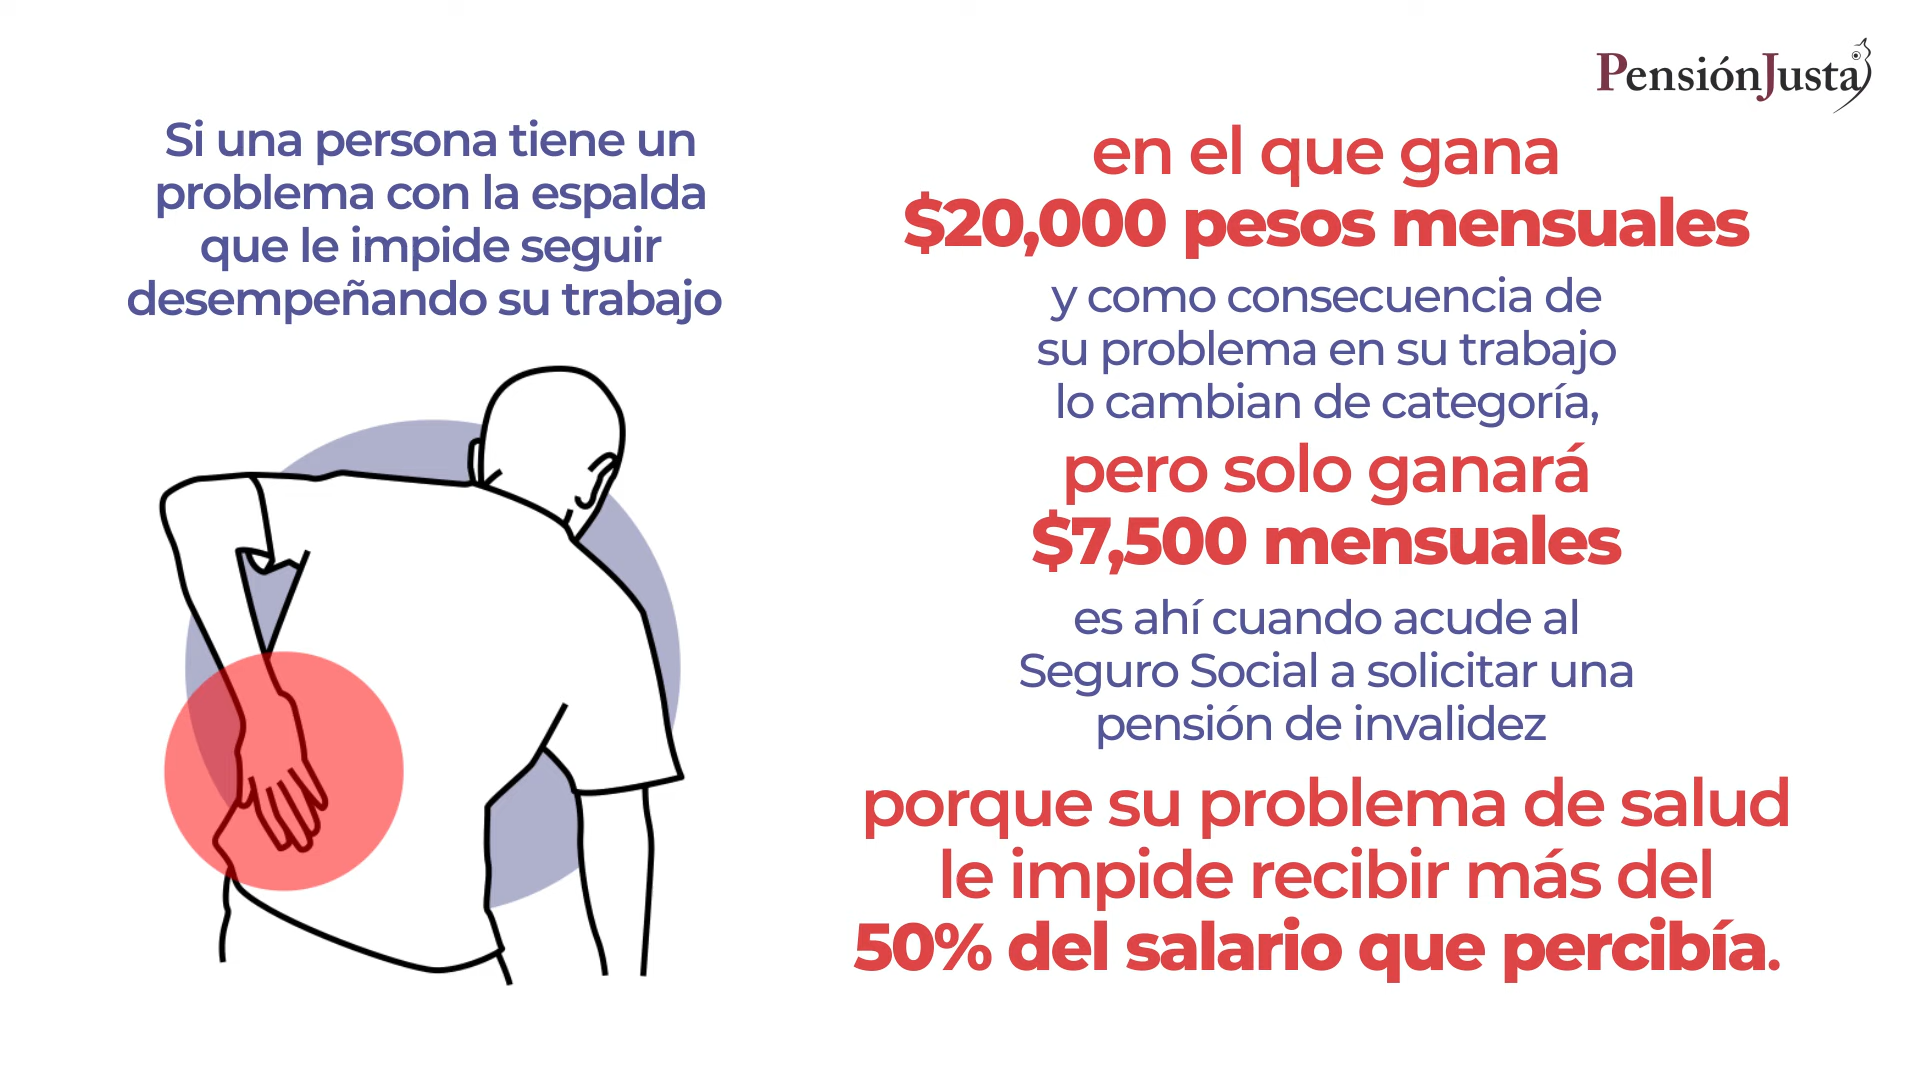 PensiónJusta
Si una persona tiene un
problema con la espalda
que le impide seguir
desempeñando su trabajo
en el que gana
$20,000 pesos mensuales
y como consecuencia de
su problema en su trabajo
lo cambian de categoría,
pero solo ganará
$7,500 mensuales
es ahí cuando acude al
Seguro Social a solicitar una
pensión de invalidez
porque su problema de salud
le impide recibir más del
50% del salario que percibía.